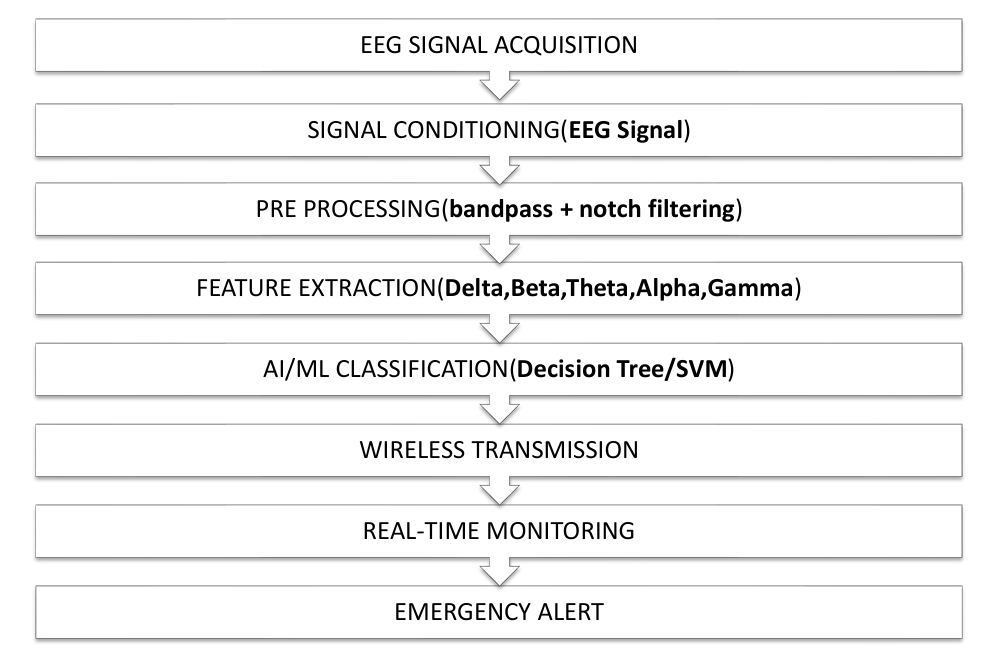 EEG SIGNAL ACQUISITION
SIGNAL CONDITIONING(EEG Signal)
PRE PROCESSING(bandpass + notch filtering)
FEATURE EXTRACTION(Delta,Beta,Theta,Alpha,Gamma)
AI/ML CLASSIFICATION(Decision Tree/SVM)
WIRELESS TRANSMISSION
REAL-TIME MONITORING
EMERGENCY ALERT